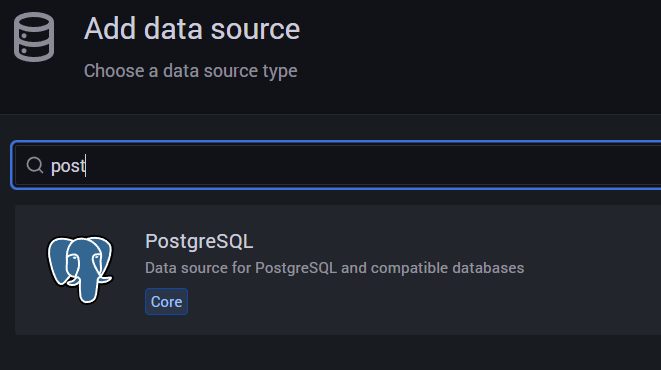 Add data source
Choose a data source type
post
PostgreSQL
Data source for PostgreSQL and compatible databases
Core